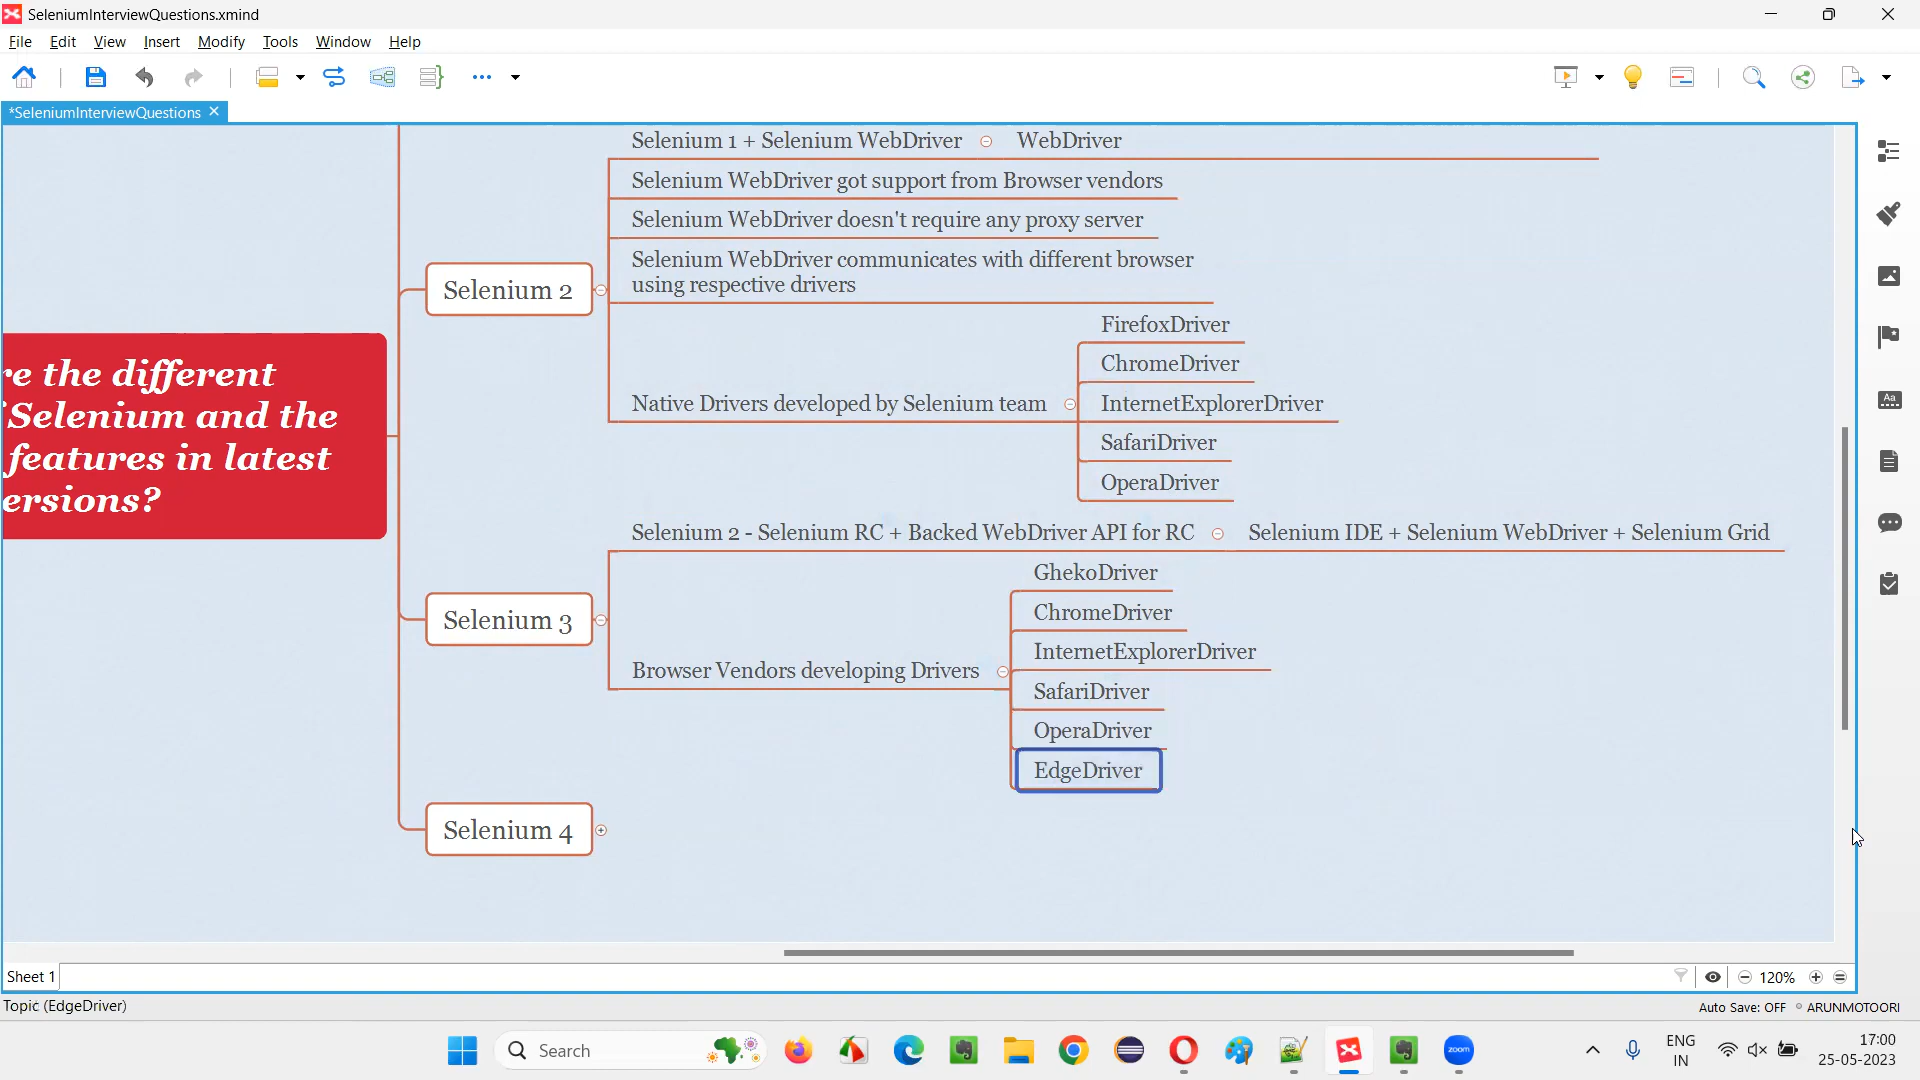 SeleniumInterviewQuestions.xmind
File Edit View Insert Modify Tools Window Help
*SeleniumInterviewQuestions
Selenium 1 + Selenium WebDriver
WebDriver
Selenium WebDriver got support from Browser vendors
Selenium WebDriver doesn't require any proxy server
Selenium WebDriver communicates with different browser
using respective drivers
Selenium 2
FirefoxDriver
ChromeDriver
Native Drivers developed by Selenium team
InternetExplorerDriver
SafariDriver
OperaDriver
re the different
Selenium and the
features in latest
ersions?
Selenium 2 - Selenium RC + Backed WebDriver API for RC
Selenium IDE + Selenium WebDriver + Selenium Grid
GhekoDriver
ChromeDriver
Selenium 3
InternetExplorerDriver
Browser Vendors developing Drivers
SafariDriver
OperaDriver
EdgeDriver
Selenium 4
Sheet 1
120%
Topic (EdgeDriver)
Auto Save: OFF
ARUNMOTOORI
Search
zoom
ENG
IN
17:00
25-05-2023